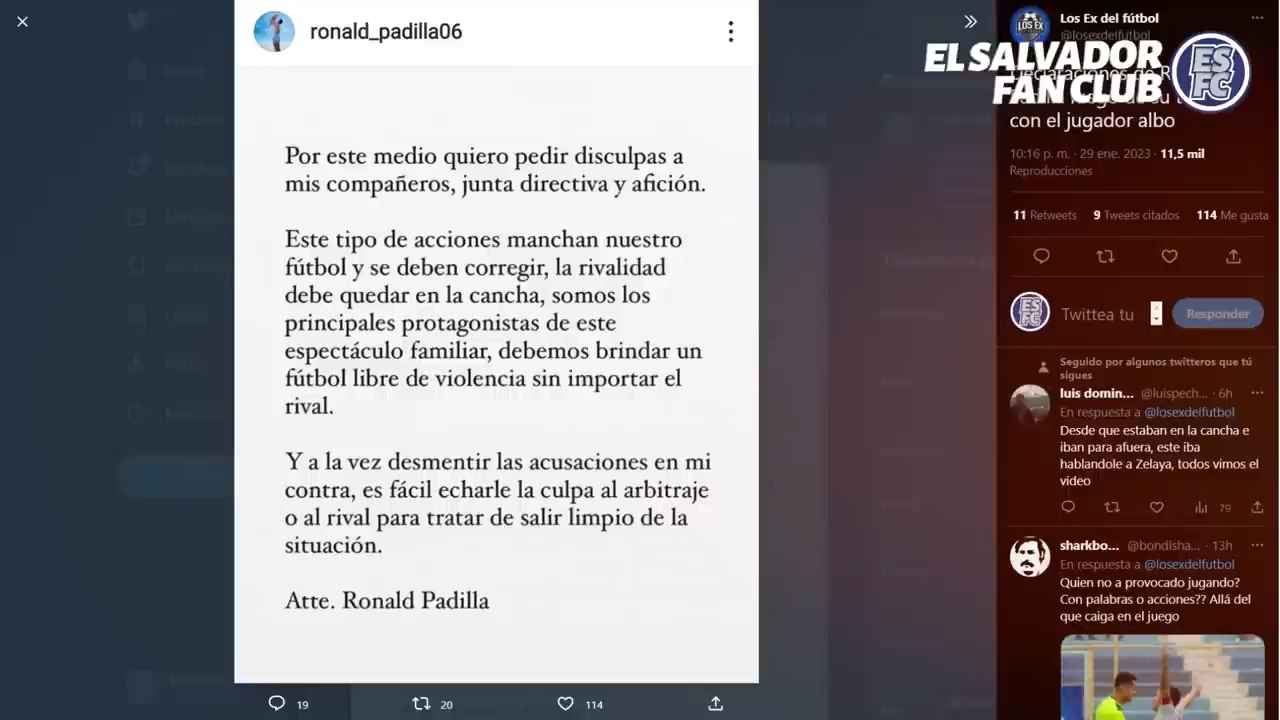 ronald_padilla06
Por este medio quiero pedir disculpas a
mis compañeros, junta directiva y afición.
Este tipo de acciones manchan nuestro
fútbol y se deben corregir, la rivalidad
debe quedar en la cancha, somos los
principales protagonistas de este
espectáculo familiar, debemos brindar un
fútbol libre de violencia sin importar el
rival.
Y a la vez desmentir las acusaciones en mi
contra, es fácil echarle la culpa al arbitraje
o al rival para tratar de salir limpio de la
situación.
Atte. Ronald Padilla
19 20 114
Los Ex del fútbol
@losexdelfutbol
EL SALVADOR
FAN CLUB
ESFC
Declaraciones de
con el jugador albo
10:16 p. m. · 29 ene. 2023 · 11,5 mil
Reproducciones
11 Retweets 9 Tweets citados 114 Me gusta
Twittea tu
Responder
Seguido por algunos twitteros que tú
sigues
luis domin... @luispech... · 6h
En respuesta a @losexdelfutbol
Desde que estaban en la cancha e
iban para afuera, este iba
hablandole a Zelaya, todos vimos el
video
79
sharkbo... @bondisha... · 13h
En respuesta a @losexdelfutbol
Quien no a provocado jugando?
Con palabras o acciones?? Allá del
que caiga en el juego